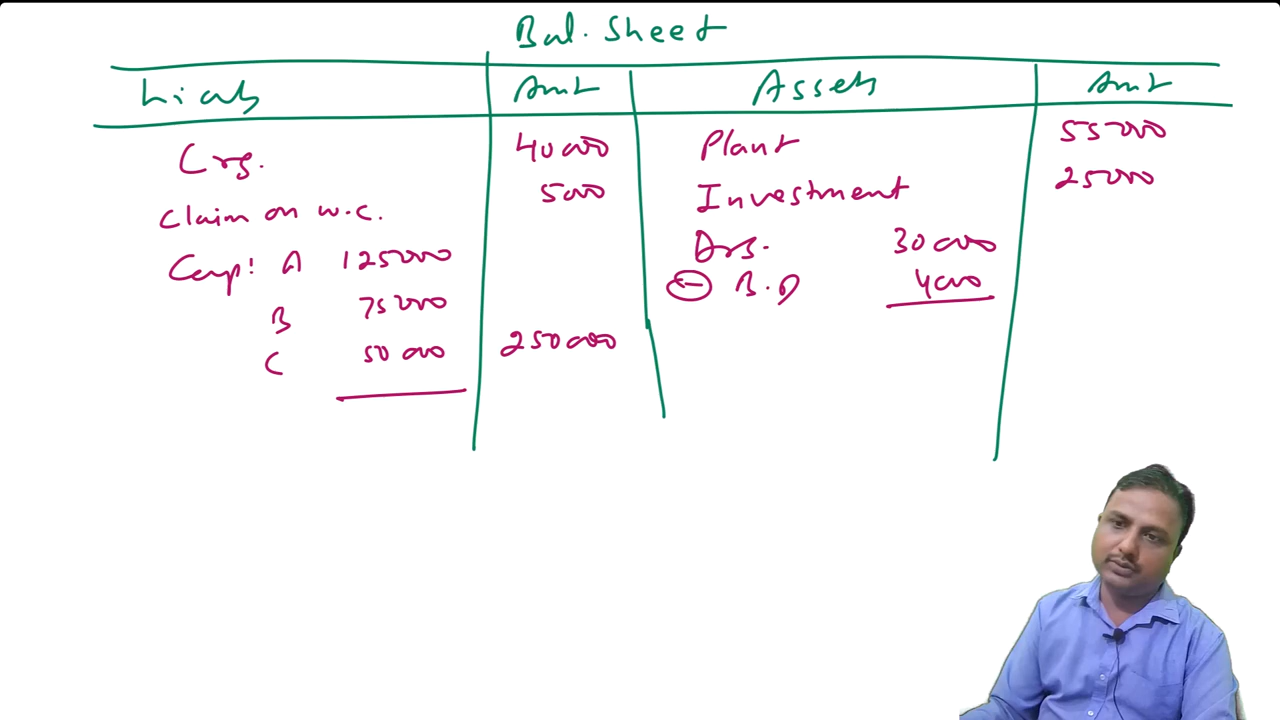 Bal. Sheet
Liab Amt Assets Amt
Crs. 40000 Plant 55000
Claim on w.c. 5000 Investment 25000
Cap: A 125000 Drs. 30000
B 75000 (-) B.D 4000
C 50000 250000